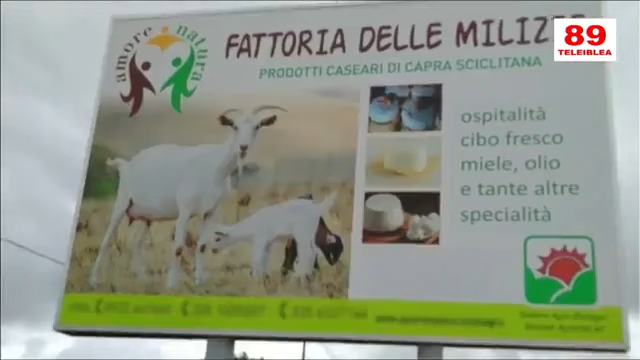 FATTORIA DELLE MILIZIE
89
TELEIBLEA
PRODOTTI CASEARI DI CAPRA SCICLITANA
amore natura
ospitalità
cibo fresco
miele, olio
e tante altre
specialità